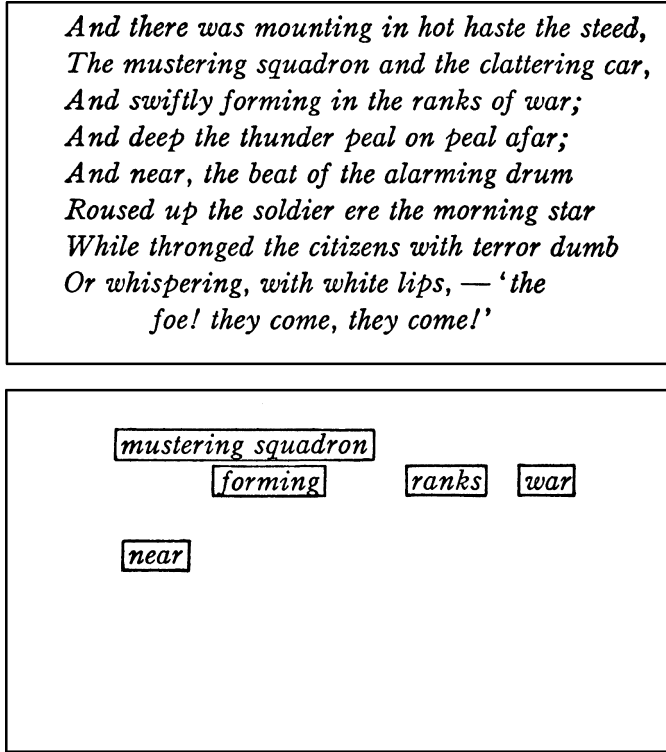 And there was mounting in hot haste the steed,
The mustering squadron and the clattering car,
And swiftly forming in the ranks of war;
And deep the thunder peal on peal afar;
And near, the beat of the alarming drum
Roused up the soldier ere the morning star
While thronged the citizens with terror dumb
Or whispering, with white lips, — ‘the
foe! they come, they come!’
mustering squadron
forming ranks war
near